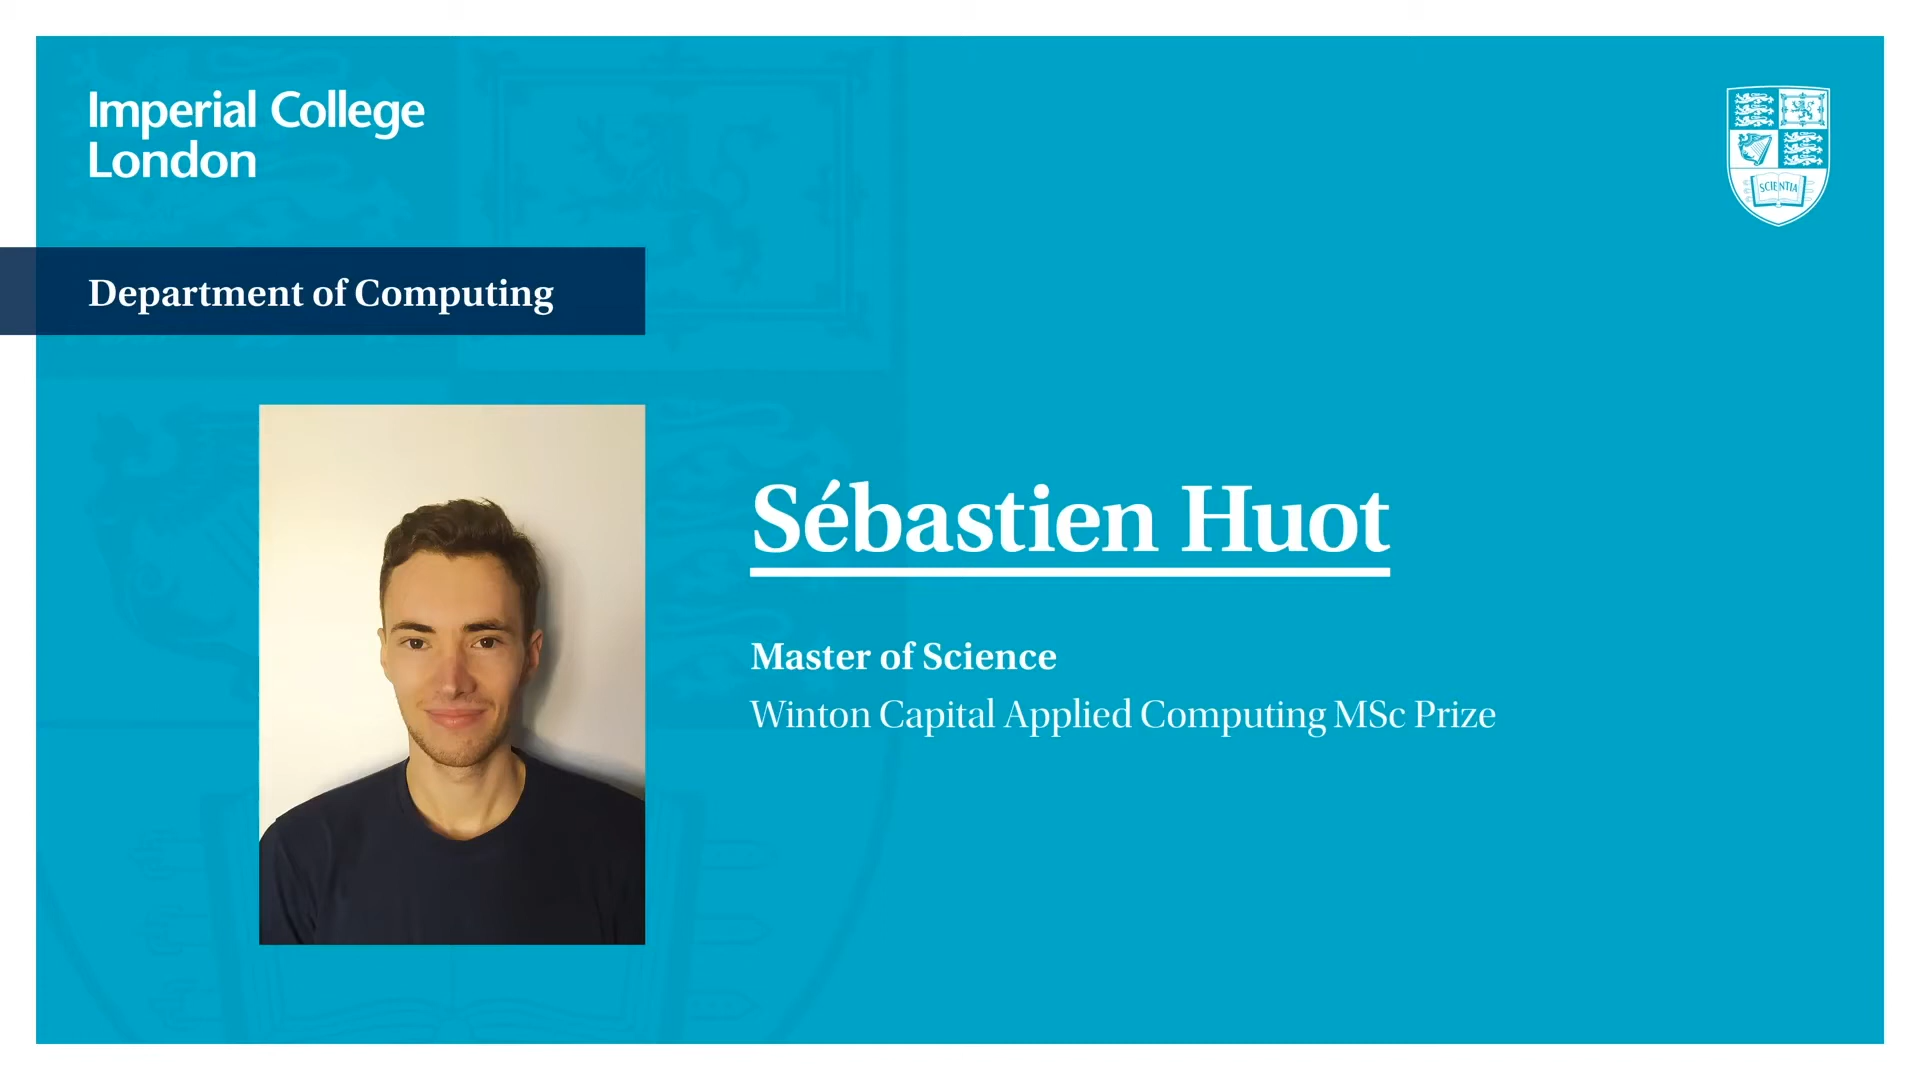 Imperial College
London
SCIENTIA
Department of Computing
Sébastien Huot
Master of Science
Winton Capital Applied Computing MSc Prize